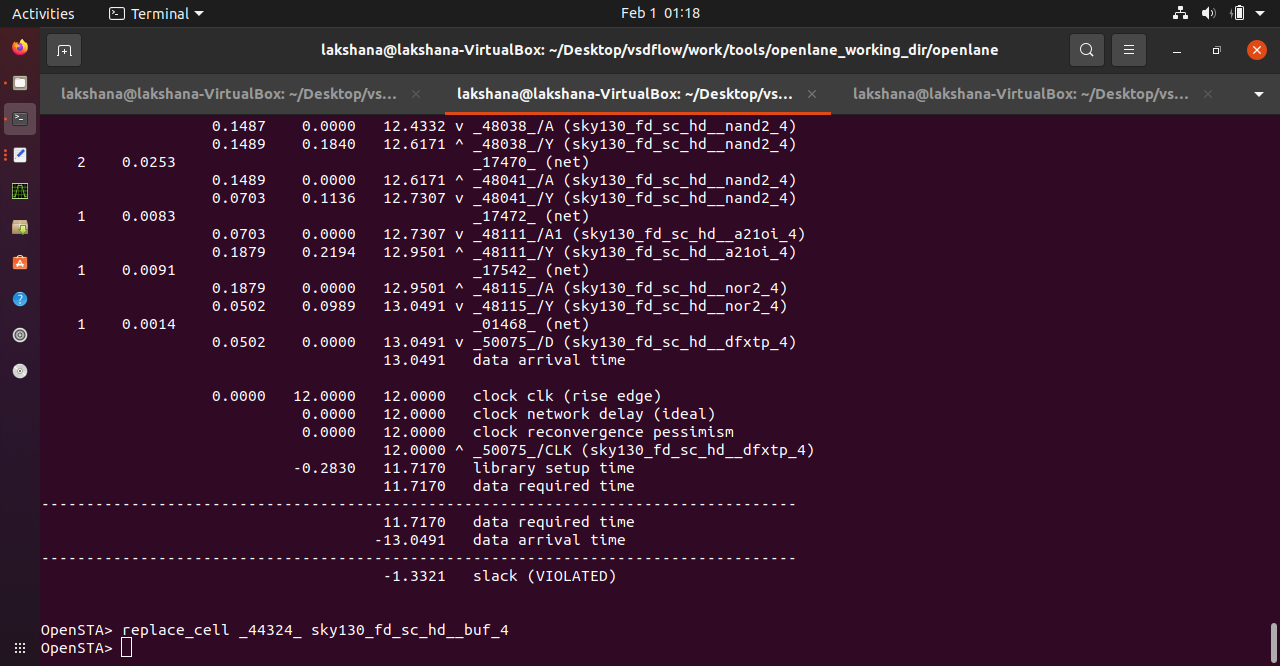 Activities Terminal Feb 1 01:18
lakshana@lakshana-VirtualBox: ~/Desktop/vsdflow/work/tools/openlane_working_dir/openlane
lakshana@lakshana-VirtualBox: ~/Desktop/vs... lakshana@lakshana-VirtualBox: ~/Desktop/vs... lakshana@lakshana-VirtualBox: ~/Desktop/vs...
0.1487 0.0000 12.4332 v _48038_/A (sky130_fd_sc_hd__nand2_4)
0.1489 0.1840 12.6171 ^ _48038_/Y (sky130_fd_sc_hd__nand2_4)
2 0.0253 _17470_ (net)
0.1489 0.0000 12.6171 ^ _48041_/A (sky130_fd_sc_hd__nand2_4)
0.0703 0.1136 12.7307 v _48041_/Y (sky130_fd_sc_hd__nand2_4)
1 0.0083 _17472_ (net)
0.0703 0.0000 12.7307 v _48111_/A1 (sky130_fd_sc_hd__a21oi_4)
0.1879 0.2194 12.9501 ^ _48111_/Y (sky130_fd_sc_hd__a21oi_4)
1 0.0091 _17542_ (net)
0.1879 0.0000 12.9501 ^ _48115_/A (sky130_fd_sc_hd__nor2_4)
0.0502 0.0989 13.0491 v _48115_/Y (sky130_fd_sc_hd__nor2_4)
1 0.0014 _01468_ (net)
0.0502 0.0000 13.0491 v _50075_/D (sky130_fd_sc_hd__dfxtp_4)
13.0491 data arrival time
0.0000 12.0000 12.0000 clock clk (rise edge)
0.0000 12.0000 clock network delay (ideal)
0.0000 12.0000 clock reconvergence pessimism
12.0000 ^ _50075_/CLK (sky130_fd_sc_hd__dfxtp_4)
-0.2830 11.7170 library setup time
11.7170 data required time
------------------------------------------------------------------------------------
11.7170 data required time
-13.0491 data arrival time
------------------------------------------------------------------------------------
-1.3321 slack (VIOLATED)
OpenSTA> replace_cell _44324_ sky130_fd_sc_hd__buf_4
OpenSTA>